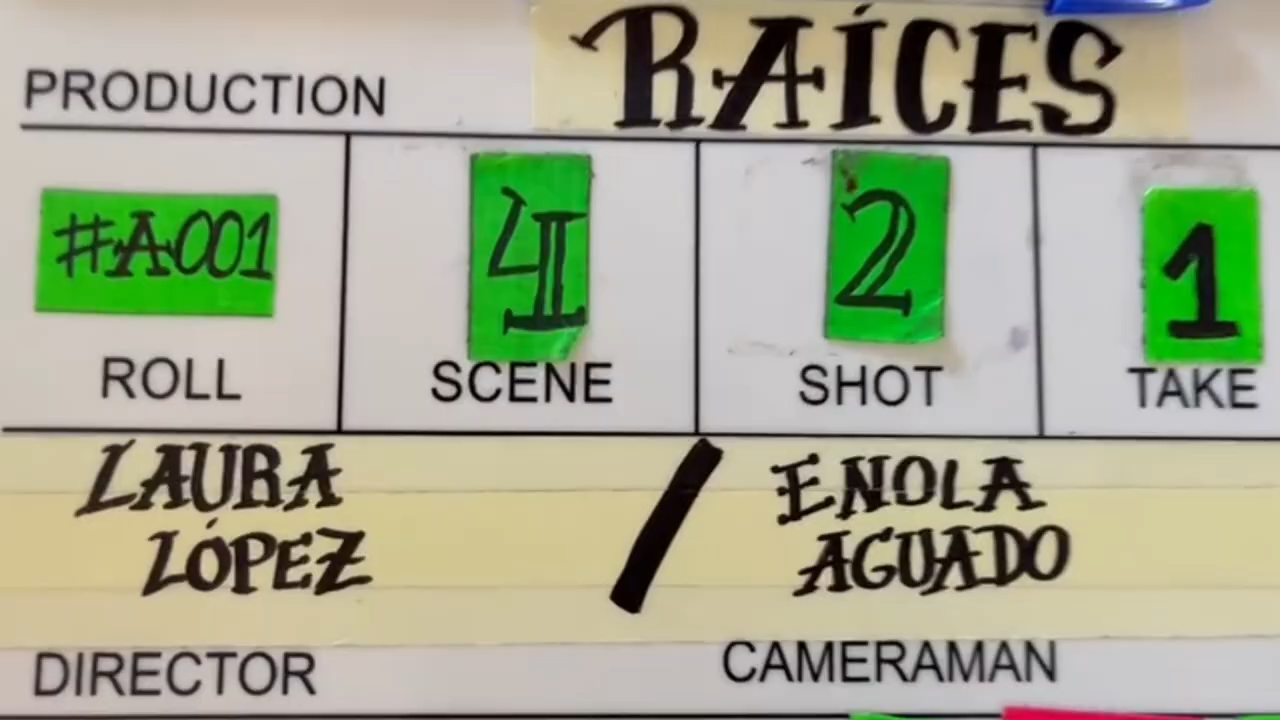 PRODUCTION RAÍCES
#A001 4 2 1
ROLL SCENE SHOT TAKE
LAURA / ENOLA
LÓPEZ AGUADO
DIRECTOR CAMERAMAN